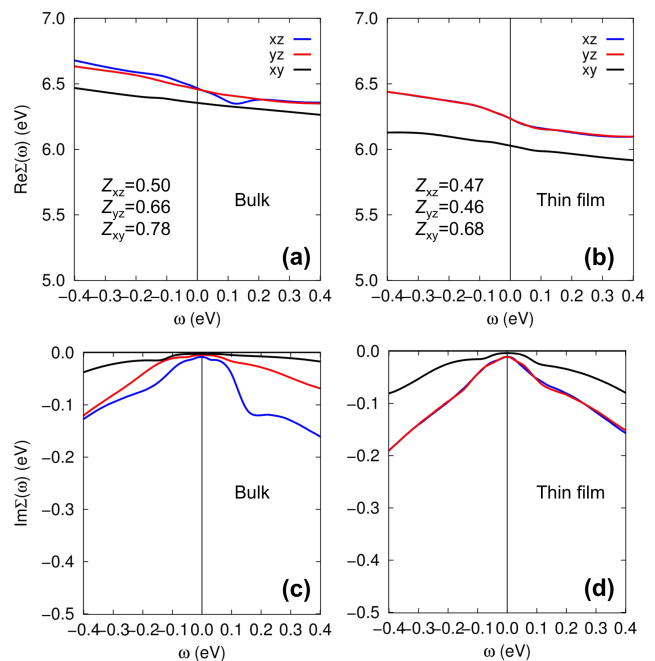 7.0
6.5
6.0
5.5
5.0
ReΣ(ω) (eV)
(a)
xz
yz
xy
Z_xz=0.50
Z_yz=0.66
Z_xy=0.78
Bulk
−0.4−0.3−0.2−0.1 0.0 0.1 0.2 0.3 0.4
ω (eV)
7.0
6.5
6.0
5.5
5.0
(b)
xz
yz
xy
Z_xz=0.47
Z_yz=0.46
Z_xy=0.68
Thin film
−0.4−0.3−0.2−0.1 0.0 0.1 0.2 0.3 0.4
ω (eV)
0.0
−0.1
−0.2
−0.3
−0.4
−0.5
ImΣ(ω) (eV)
Bulk
(c)
−0.4−0.3−0.2−0.1 0.0 0.1 0.2 0.3 0.4
ω (eV)
0.0
−0.1
−0.2
−0.3
−0.4
−0.5
Thin film
(d)
−0.4−0.3−0.2−0.1 0.0 0.1 0.2 0.3 0.4
ω (eV)